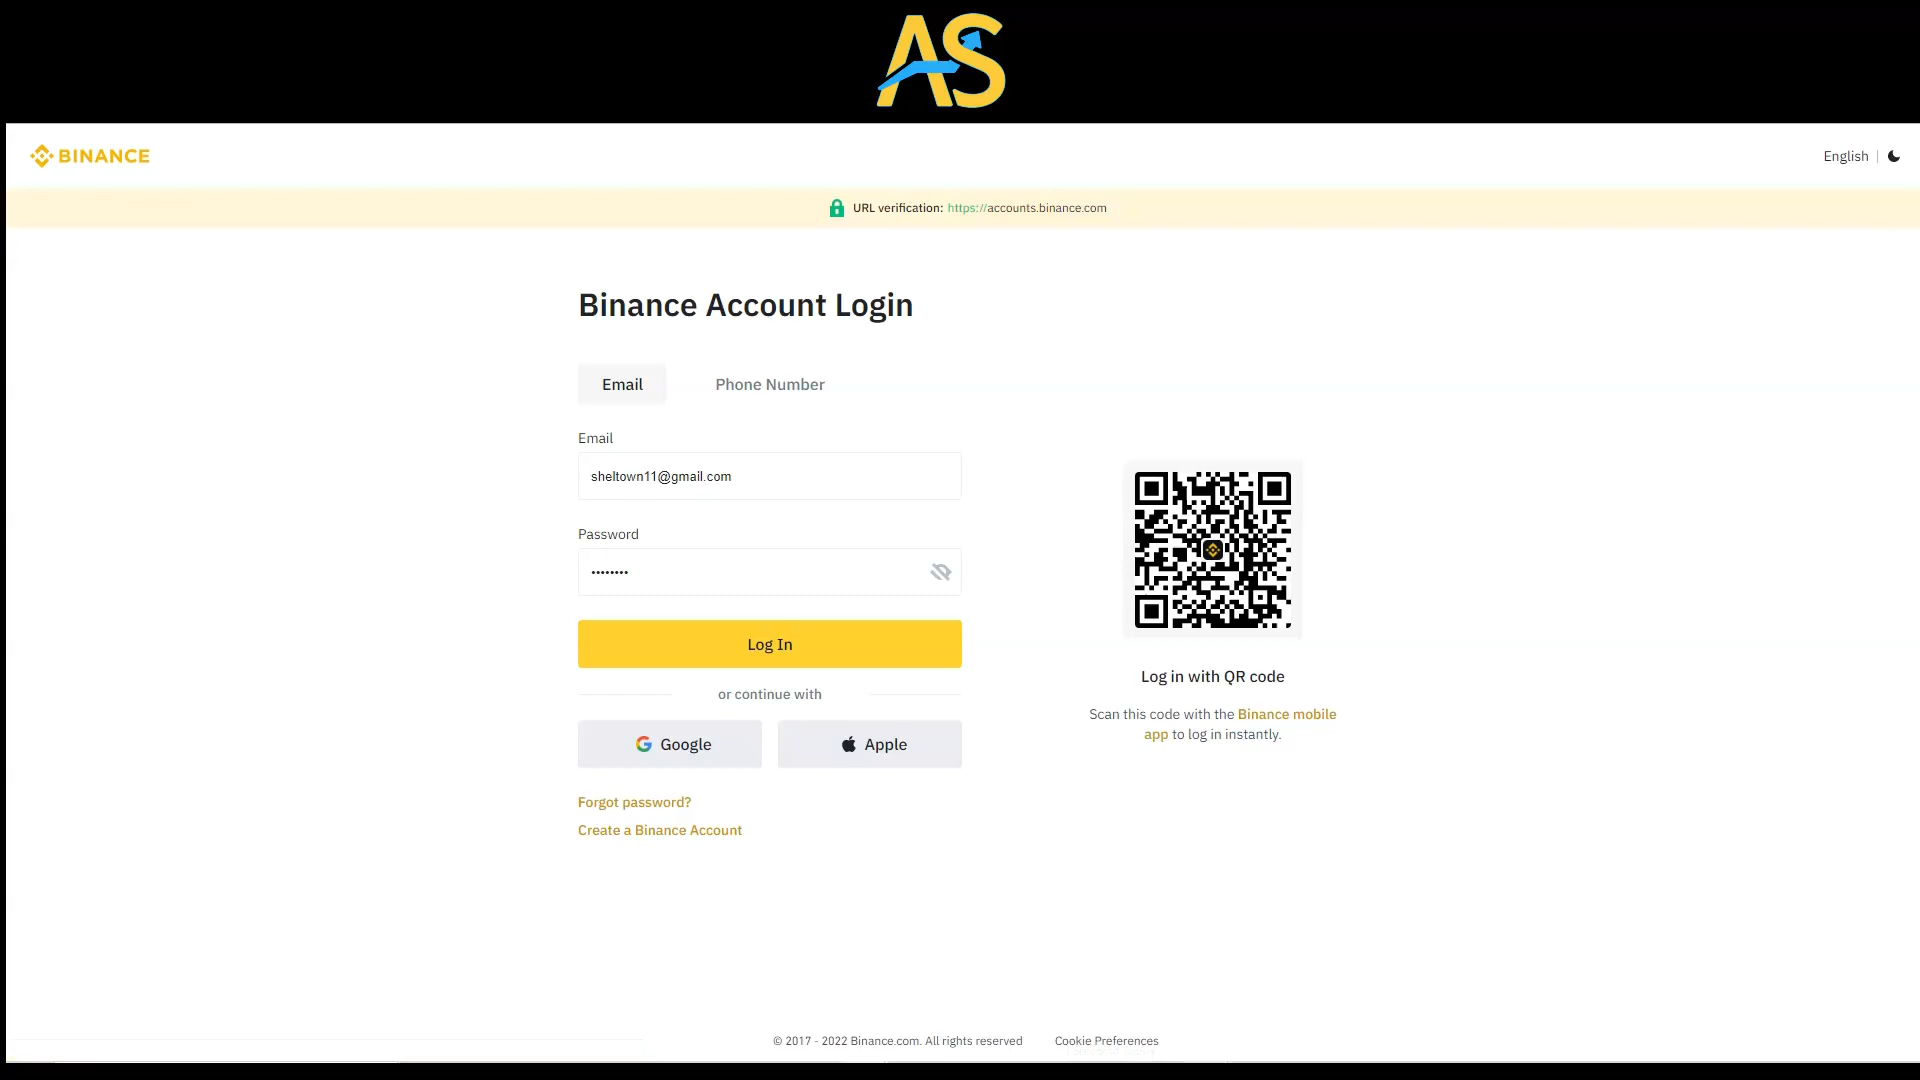 AS
BINANCE
English
URL verification: https://accounts.binance.com
Binance Account Login
Email Phone Number
Email
sheltown11@gmail.com
Password
••••••••
Log In
or continue with
Google Apple
Forgot password?
Create a Binance Account
Log in with QR code
Scan this code with the Binance mobile
app to log in instantly.
© 2017 - 2022 Binance.com. All rights reserved Cookie Preferences